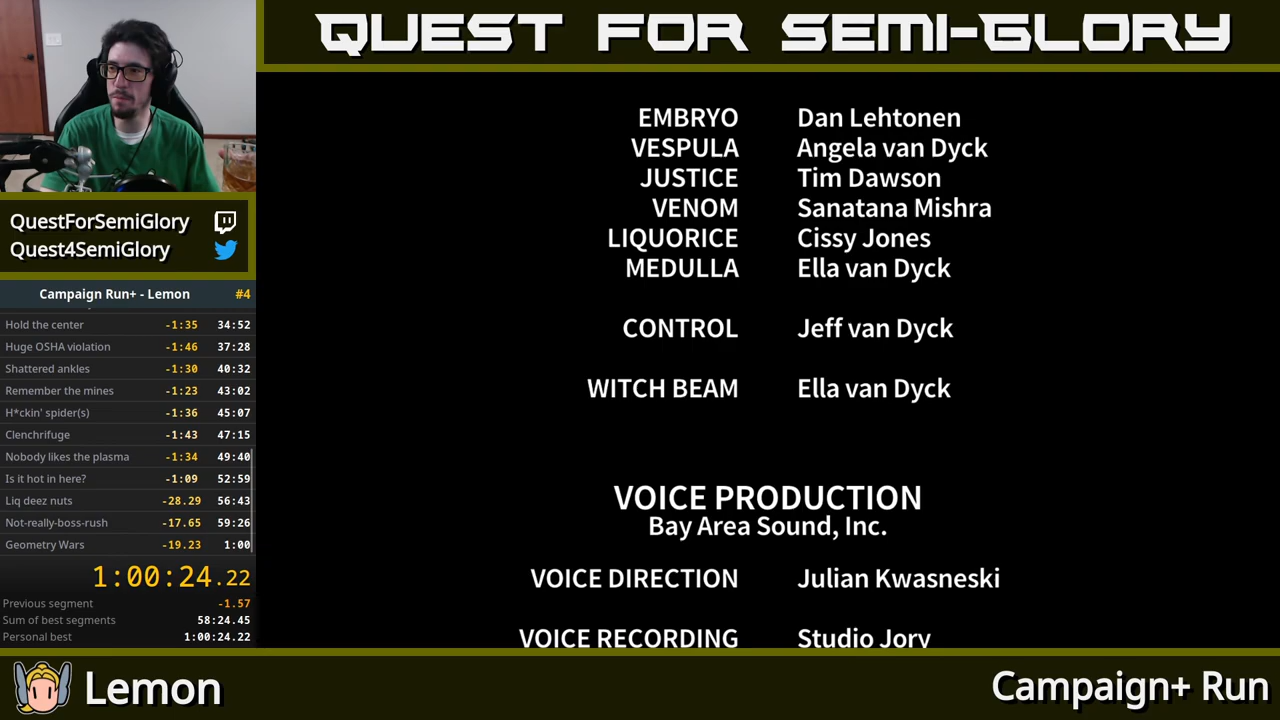 QUEST FOR SEMI-GLORY
QuestForSemiGlory
Quest4SemiGlory
Campaign Run+ - Lemon #4
Hold the center -1:35 34:52
Huge OSHA violation -1:46 37:28
Shattered ankles -1:30 40:32
Remember the mines -1:23 43:02
H*ckin' spider(s) -1:36 45:07
Clenchrifuge -1:43 47:15
Nobody likes the plasma -1:34 49:40
Is it hot in here? -1:09 52:59
Liq deez nuts -28.29 56:43
Not-really-boss-rush -17.65 59:26
Geometry Wars -19.23 1:00
1:00:24.22
Previous segment -1.57
Sum of best segments 58:24.45
Personal best 1:00:24.22
EMBRYO Dan Lehtonen
VESPULA Angela van Dyck
JUSTICE Tim Dawson
VENOM Sanatana Mishra
LIQUORICE Cissy Jones
MEDULLA Ella van Dyck
CONTROL Jeff van Dyck
WITCH BEAM Ella van Dyck
VOICE PRODUCTION
Bay Area Sound, Inc.
VOICE DIRECTION Julian Kwasneski
VOICE RECORDING Studio Jory
Lemon
Campaign+ Run